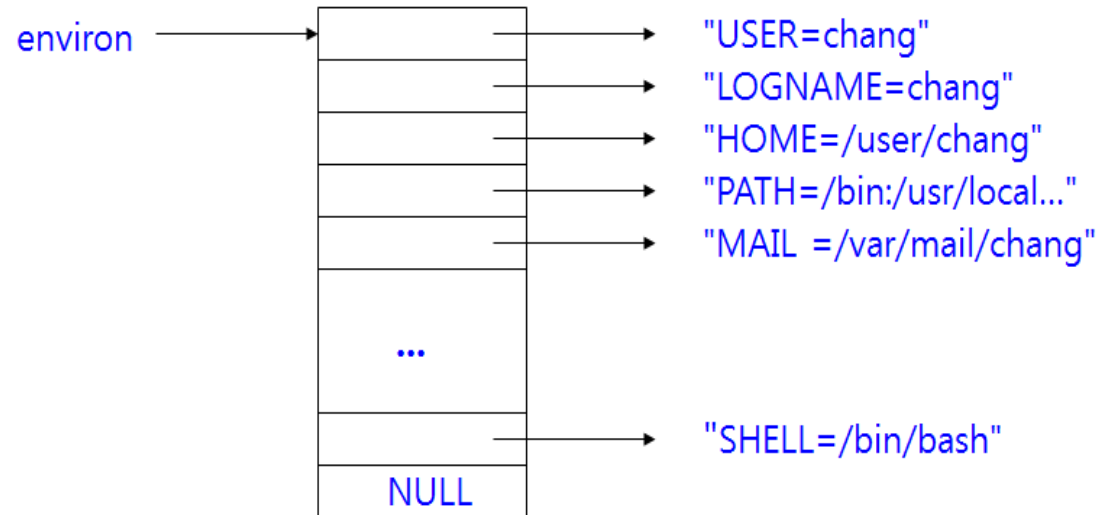 environ "USER=chang"
"LOGNAME=chang"
"HOME=/user/chang"
"PATH=/bin:/usr/local..."
"MAIL =/var/mail/chang"
...
"SHELL=/bin/bash"
NULL